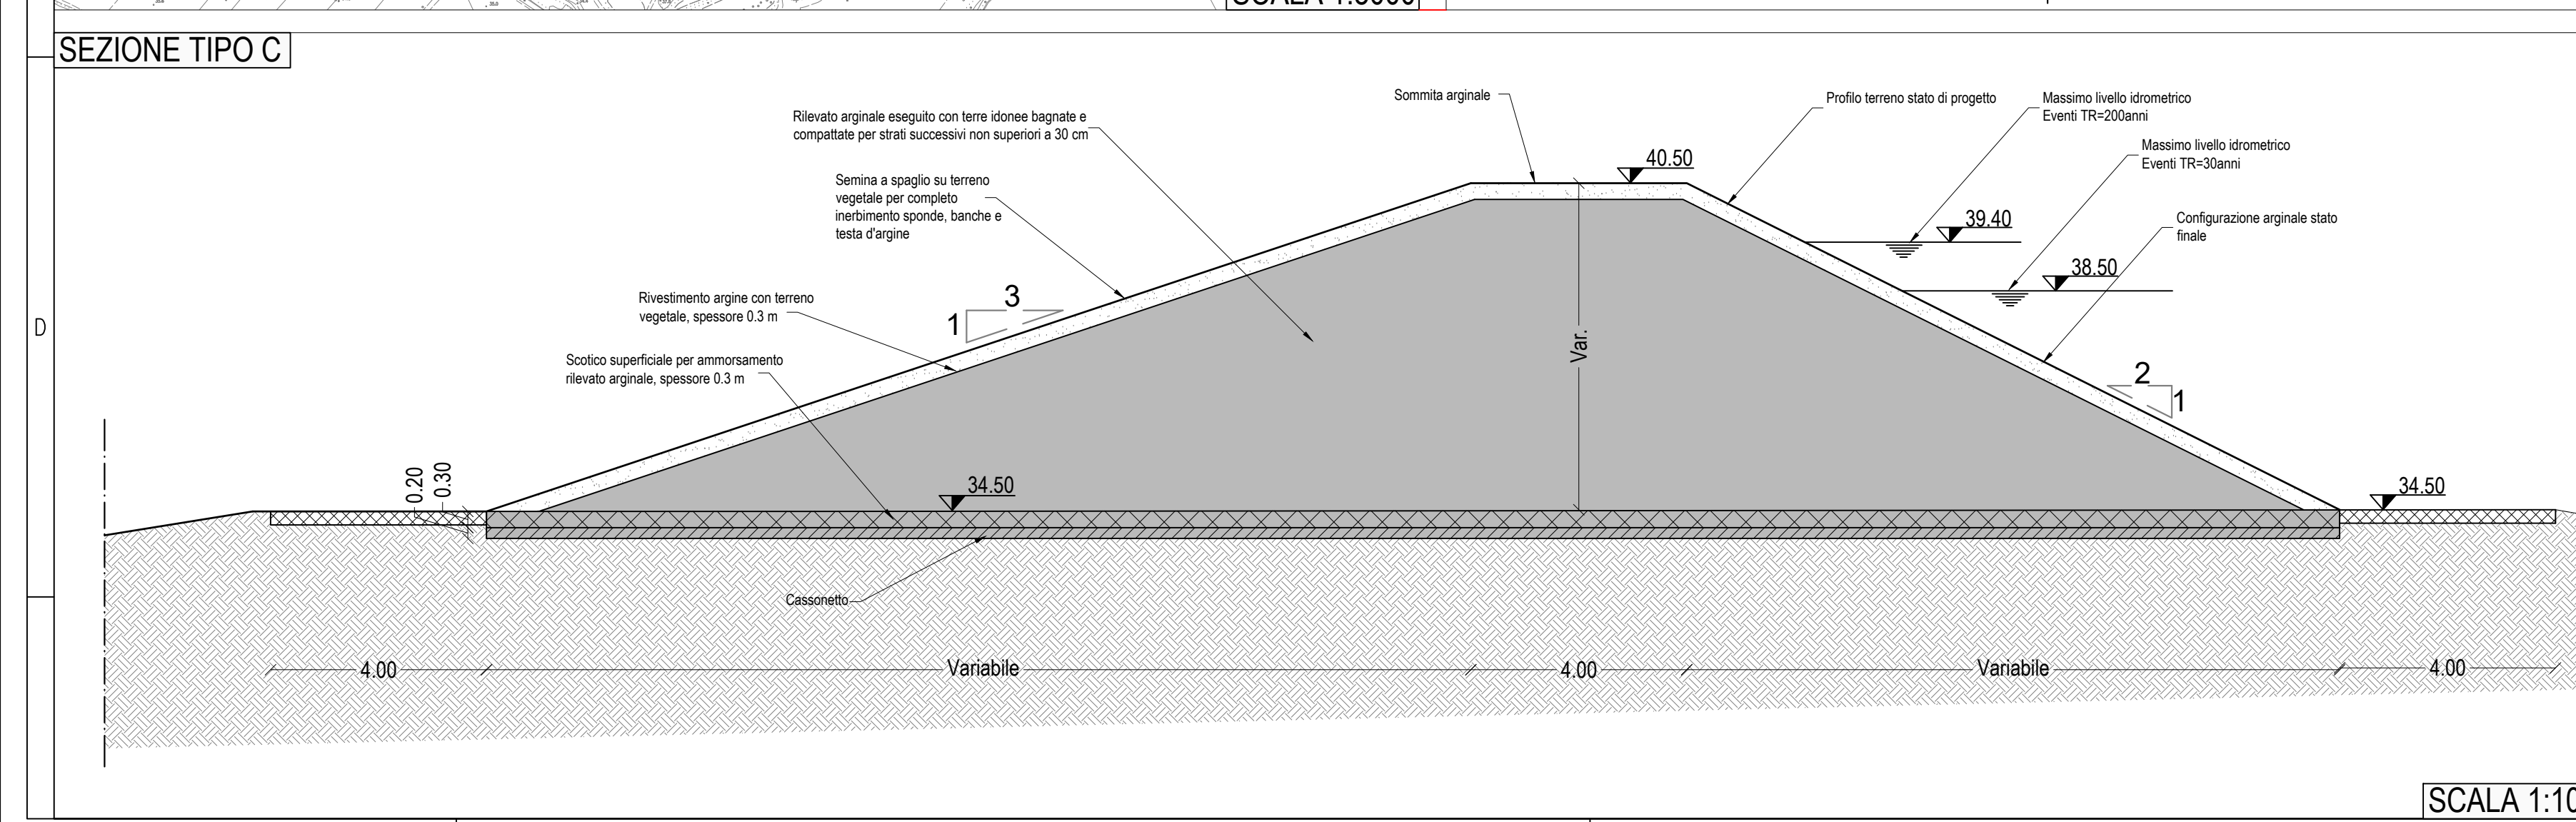 SEZIONE TIPO C
Sommita arginale
Profilo terreno stato di progetto
Massimo livello idrometrico
Eventi TR=200anni
Rilevato arginale eseguito con terre idonee bagnate e
compattate per strati successivi non superiori a 30 cm
Massimo livello idrometrico
Eventi TR=30anni
40.50
Semina a spaglio su terreno
vegetale per completo
inerbimento sponde, banche e
testa d'argine
39.40
Configurazione arginale stato
finale
38.50
Rivestimento argine con terreno
vegetale, spessore 0.3 m
3
1
D
Var.
Scotico superficiale per ammorsamento
rilevato arginale, spessore 0.3 m
2
1
0.20
0.30
34.50
34.50
Cassonetto
4.00
Variabile
4.00
Variabile
4.00
SCALA 1:10